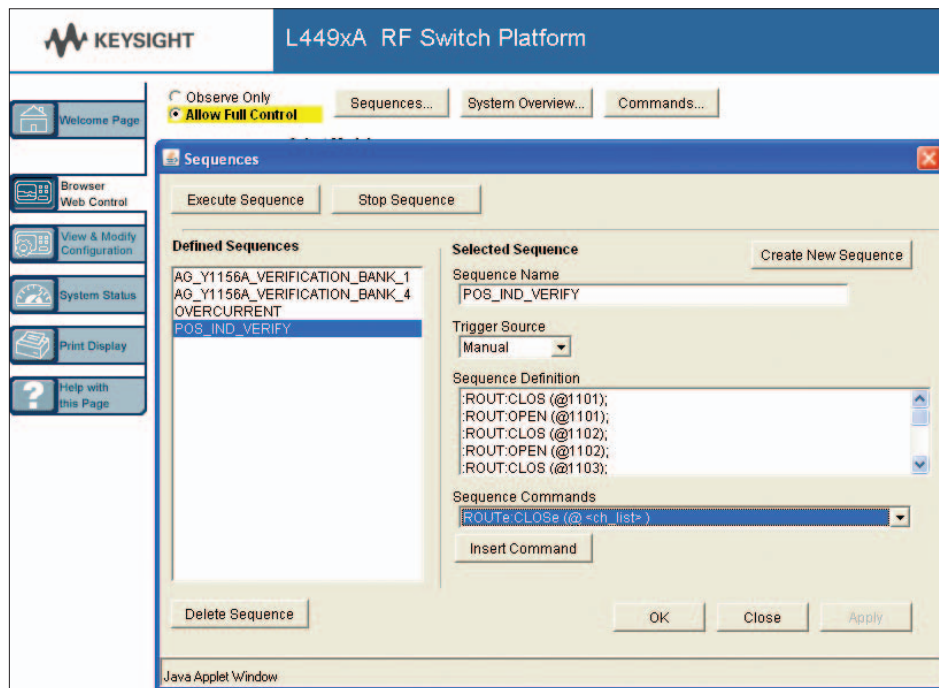 KEYSIGHT
L449xA RF Switch Platform
Observe Only
Allow Full Control
Sequences...
System Overview...
Commands...
Welcome Page
Browser
Web Control
View & Modify
Configuration
System Status
Print Display
Help with
this Page
Sequences
Execute Sequence
Stop Sequence
Defined Sequences
AG_Y1156A_VERIFICATION_BANK_1
AG_Y1156A_VERIFICATION_BANK_4
OVERCURRENT
POS_IND_VERIFY
Delete Sequence
Selected Sequence
Create New Sequence
Sequence Name
POS_IND_VERIFY
Trigger Source
Manual
Sequence Definition
:ROUT:CLOS (@1101);
:ROUT:OPEN (@1101);
:ROUT:CLOS (@1102);
:ROUT:OPEN (@1102);
:ROUT:CLOS (@1103);
Sequence Commands
ROUTe:CLOSe (@ <ch_list> )
Insert Command
OK
Close
Apply
Java Applet Window